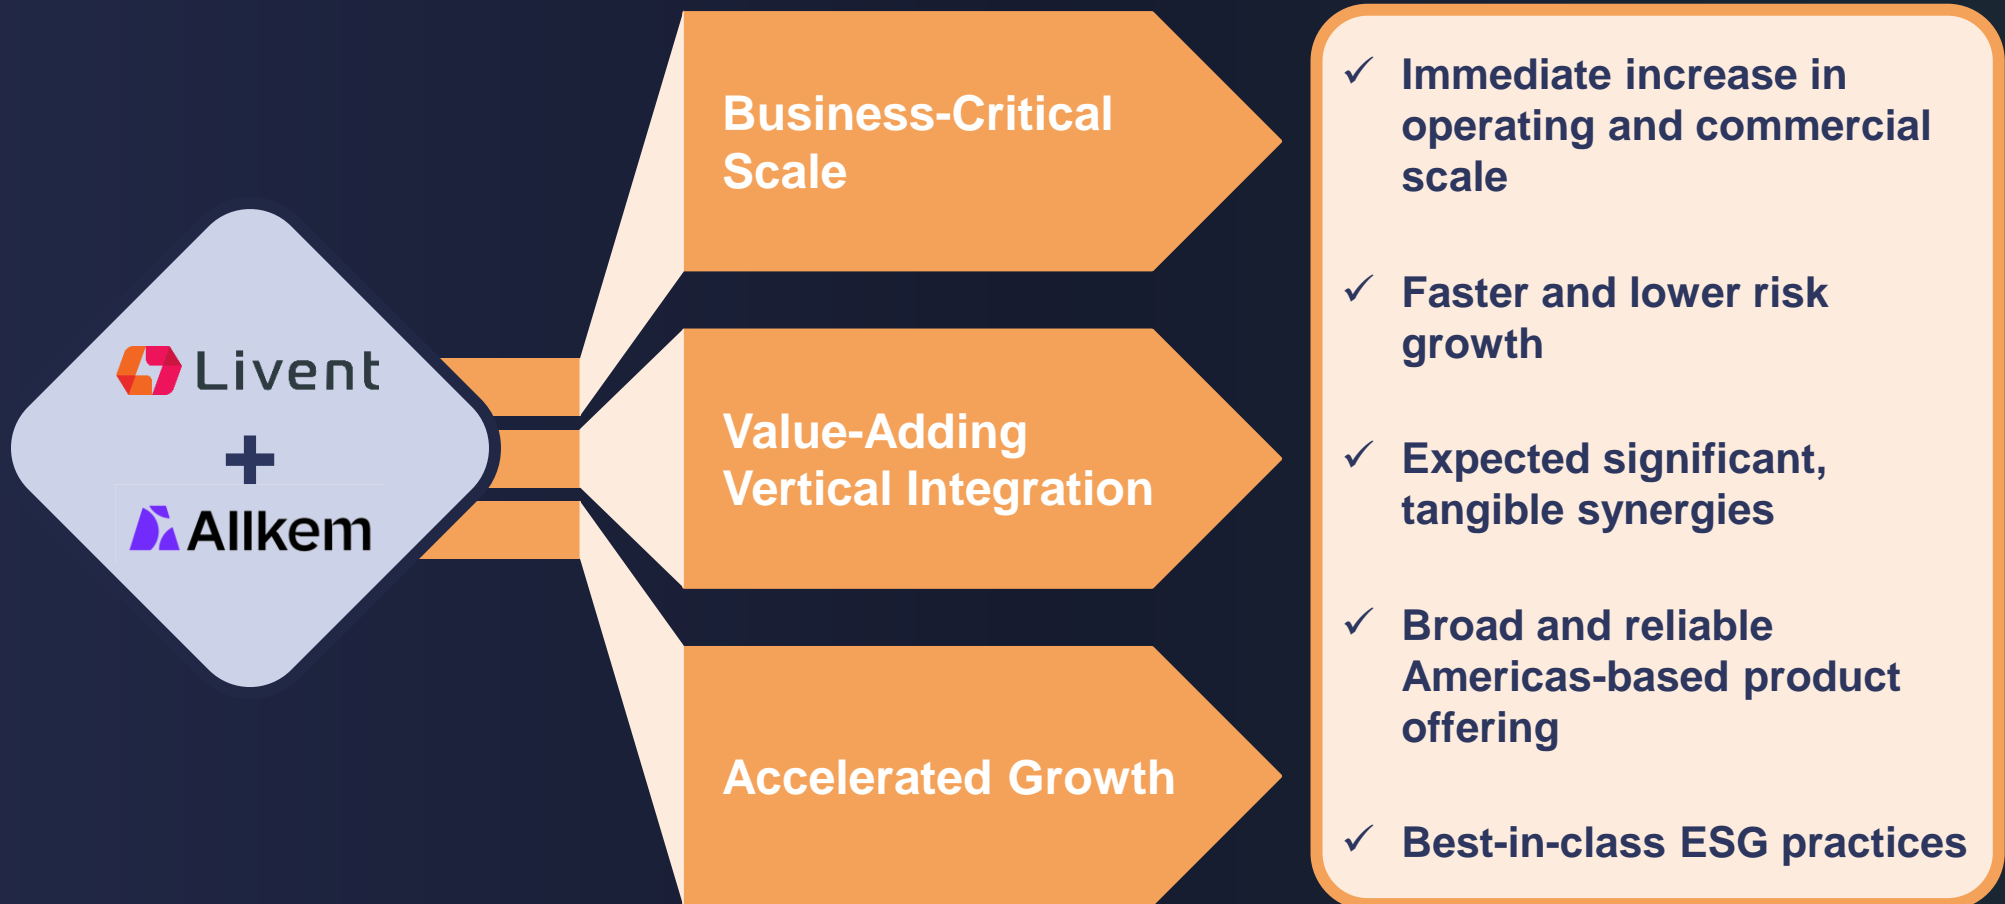 Livent
+
Allkem
Business-Critical
Scale
Value-Adding
Vertical Integration
Accelerated Growth
✓ Immediate increase in
operating and commercial
scale
✓ Faster and lower risk
growth
✓ Expected significant,
tangible synergies
✓ Broad and reliable
Americas-based product
offering
✓ Best-in-class ESG practices